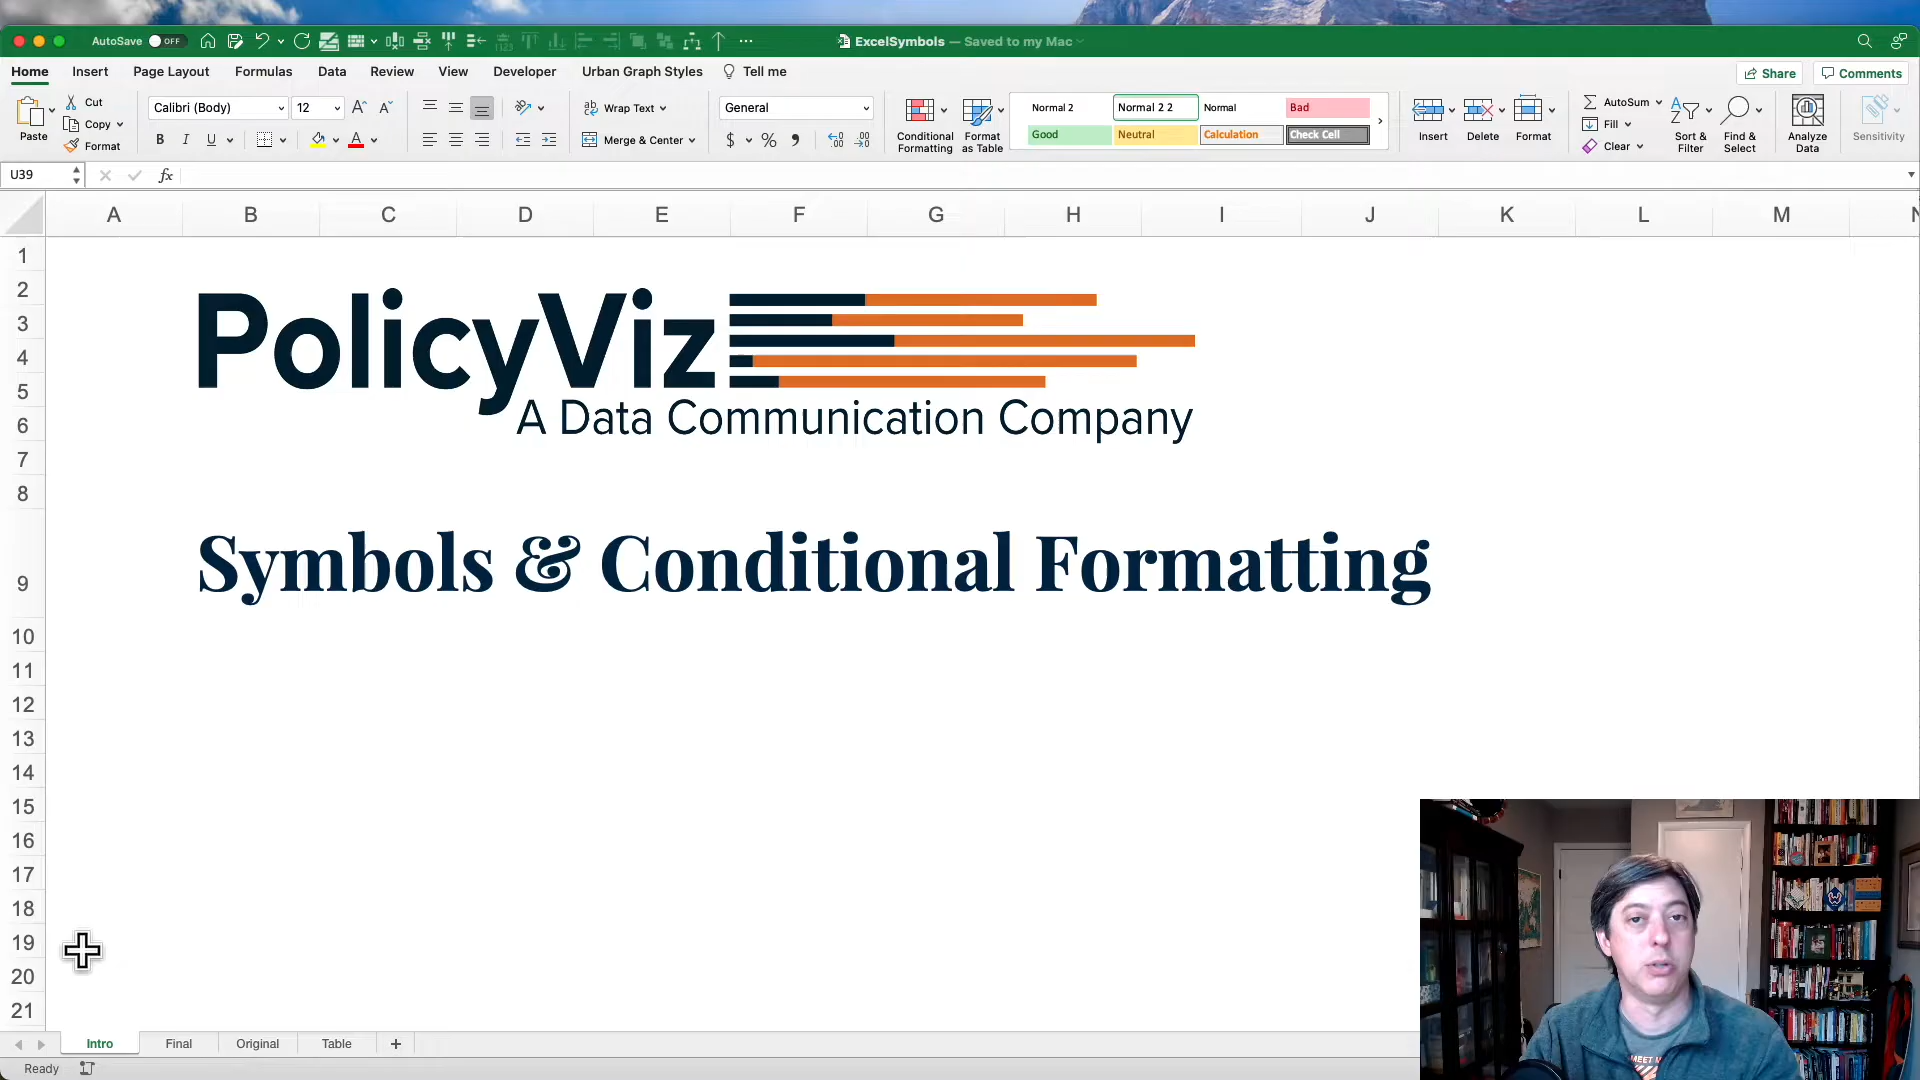 AutoSave OFF
ExcelSymbols — Saved to my Mac
Home Insert Page Layout Formulas Data Review View Developer Urban Graph Styles Tell me Share Comments
Paste Cut Copy Format
Calibri (Body) 12
B I U A
ab Wrap Text
Merge & Center
General
$ %
Conditional Formatting
Format as Table
Normal 2 Normal 2 2 Normal Bad
Good Neutral Calculation Check Cell
Insert Delete Format
AutoSum
Fill
Clear
Sort & Filter
Find & Select
Analyze Data
Sensitivity
U39 fx
A B C D E F G H I J K L M N
1
2
3
4
5
6
7
8
9
10
11
12
13
14
15
16
17
18
19
20
21
PolicyViz
A Data Communication Company
Symbols & Conditional Formatting
Intro Final Original Table +
Ready